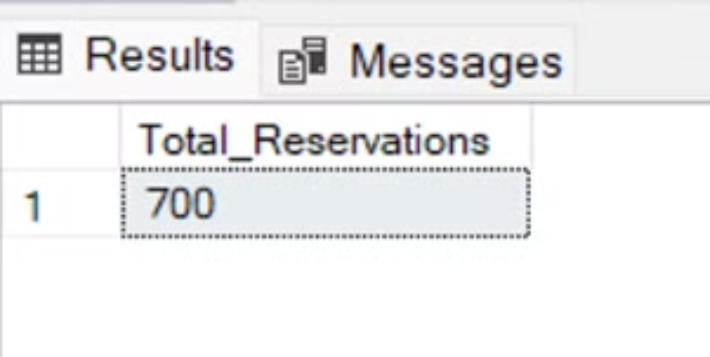 Results Messages
Total_Reservations
1 700